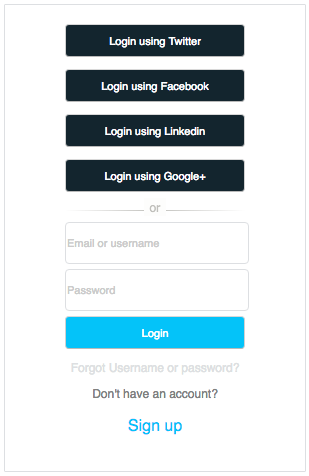 Login using Twitter
Login using Facebook
Login using Linkedin
Login using Google+
or
Email or username
Password
Login
Forgot Username or password?
Don't have an account?
Sign up